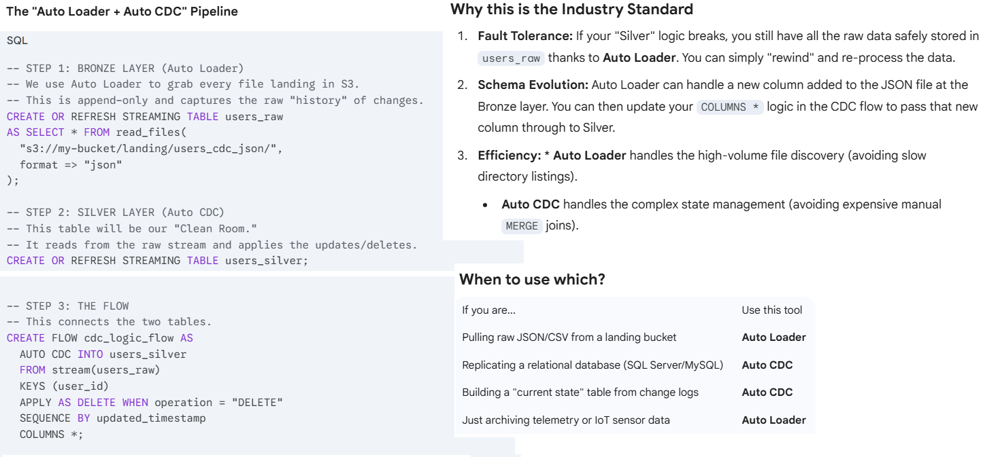 The "Auto Loader + Auto CDC" Pipeline
SQL
-- STEP 1: BRONZE LAYER (Auto Loader)
-- We use Auto Loader to grab every file landing in S3.
-- This is append-only and captures the raw "history" of changes.
CREATE OR REFRESH STREAMING TABLE users_raw
AS SELECT * FROM read_files(
  "s3://my-bucket/landing/users_cdc_json/",
  format => "json"
);
-- STEP 2: SILVER LAYER (Auto CDC)
-- This table will be our "Clean Room."
-- It reads from the raw stream and applies the updates/deletes.
CREATE OR REFRESH STREAMING TABLE users_silver;
-- STEP 3: THE FLOW
-- This connects the two tables.
CREATE FLOW cdc_logic_flow AS
  AUTO CDC INTO users_silver
  FROM stream(users_raw)
  KEYS (user_id)
  APPLY AS DELETE WHEN operation = "DELETE"
  SEQUENCE BY updated_timestamp
  COLUMNS *;
Why this is the Industry Standard
1. Fault Tolerance: If your "Silver" logic breaks, you still have all the raw data safely stored in
users_raw thanks to Auto Loader. You can simply "rewind" and re-process the data.
2. Schema Evolution: Auto Loader can handle a new column added to the JSON file at the
Bronze layer. You can then update your COLUMNS * logic in the CDC flow to pass that new
column through to Silver.
3. Efficiency: * Auto Loader handles the high-volume file discovery (avoiding slow
directory listings).
• Auto CDC handles the complex state management (avoiding expensive manual
MERGE joins).
When to use which?
If you are... Use this tool
Pulling raw JSON/CSV from a landing bucket Auto Loader
Replicating a relational database (SQL Server/MySQL) Auto CDC
Building a "current state" table from change logs Auto CDC
Just archiving telemetry or IoT sensor data Auto Loader